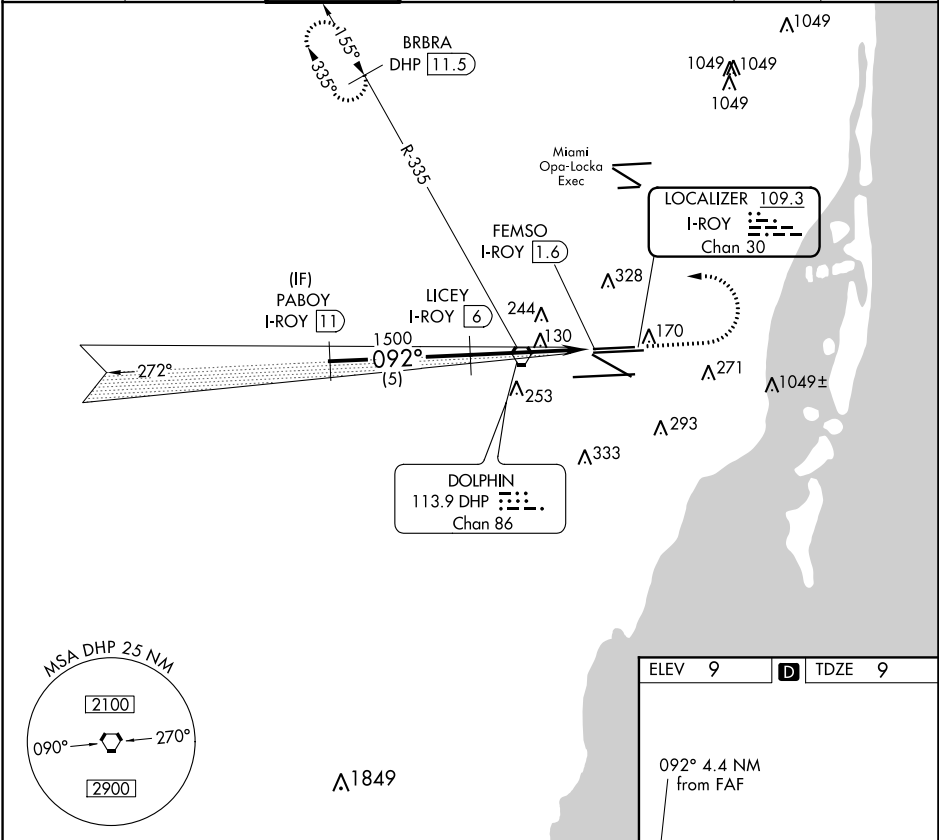 1049
155°
335°
BRBRA
DHP 11.5
1049 1049
1049
R-335
Miami
Opa-Locka
Exec
LOCALIZER 109.3
I-ROY
Chan 30
FEMSO
I-ROY 1.6
328
(IF)
PABOY
I-ROY 11
LICEY
I-ROY 6
244
130
170
1500
092°
(5)
272°
271
1049±
253
293
333
DOLPHIN
113.9 DHP
Chan 86
MSA DHP 25 NM
2100
090°
270°
2900
1849
ELEV 9 D TDZE 9
092° 4.4 NM
from FAF